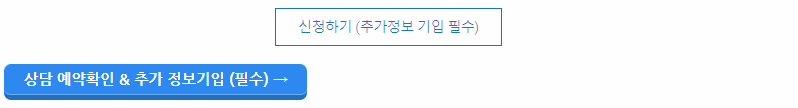 신청하기 (추가정보 기입 필수)
상담 예약확인 & 추가 정보기입 (필수) →